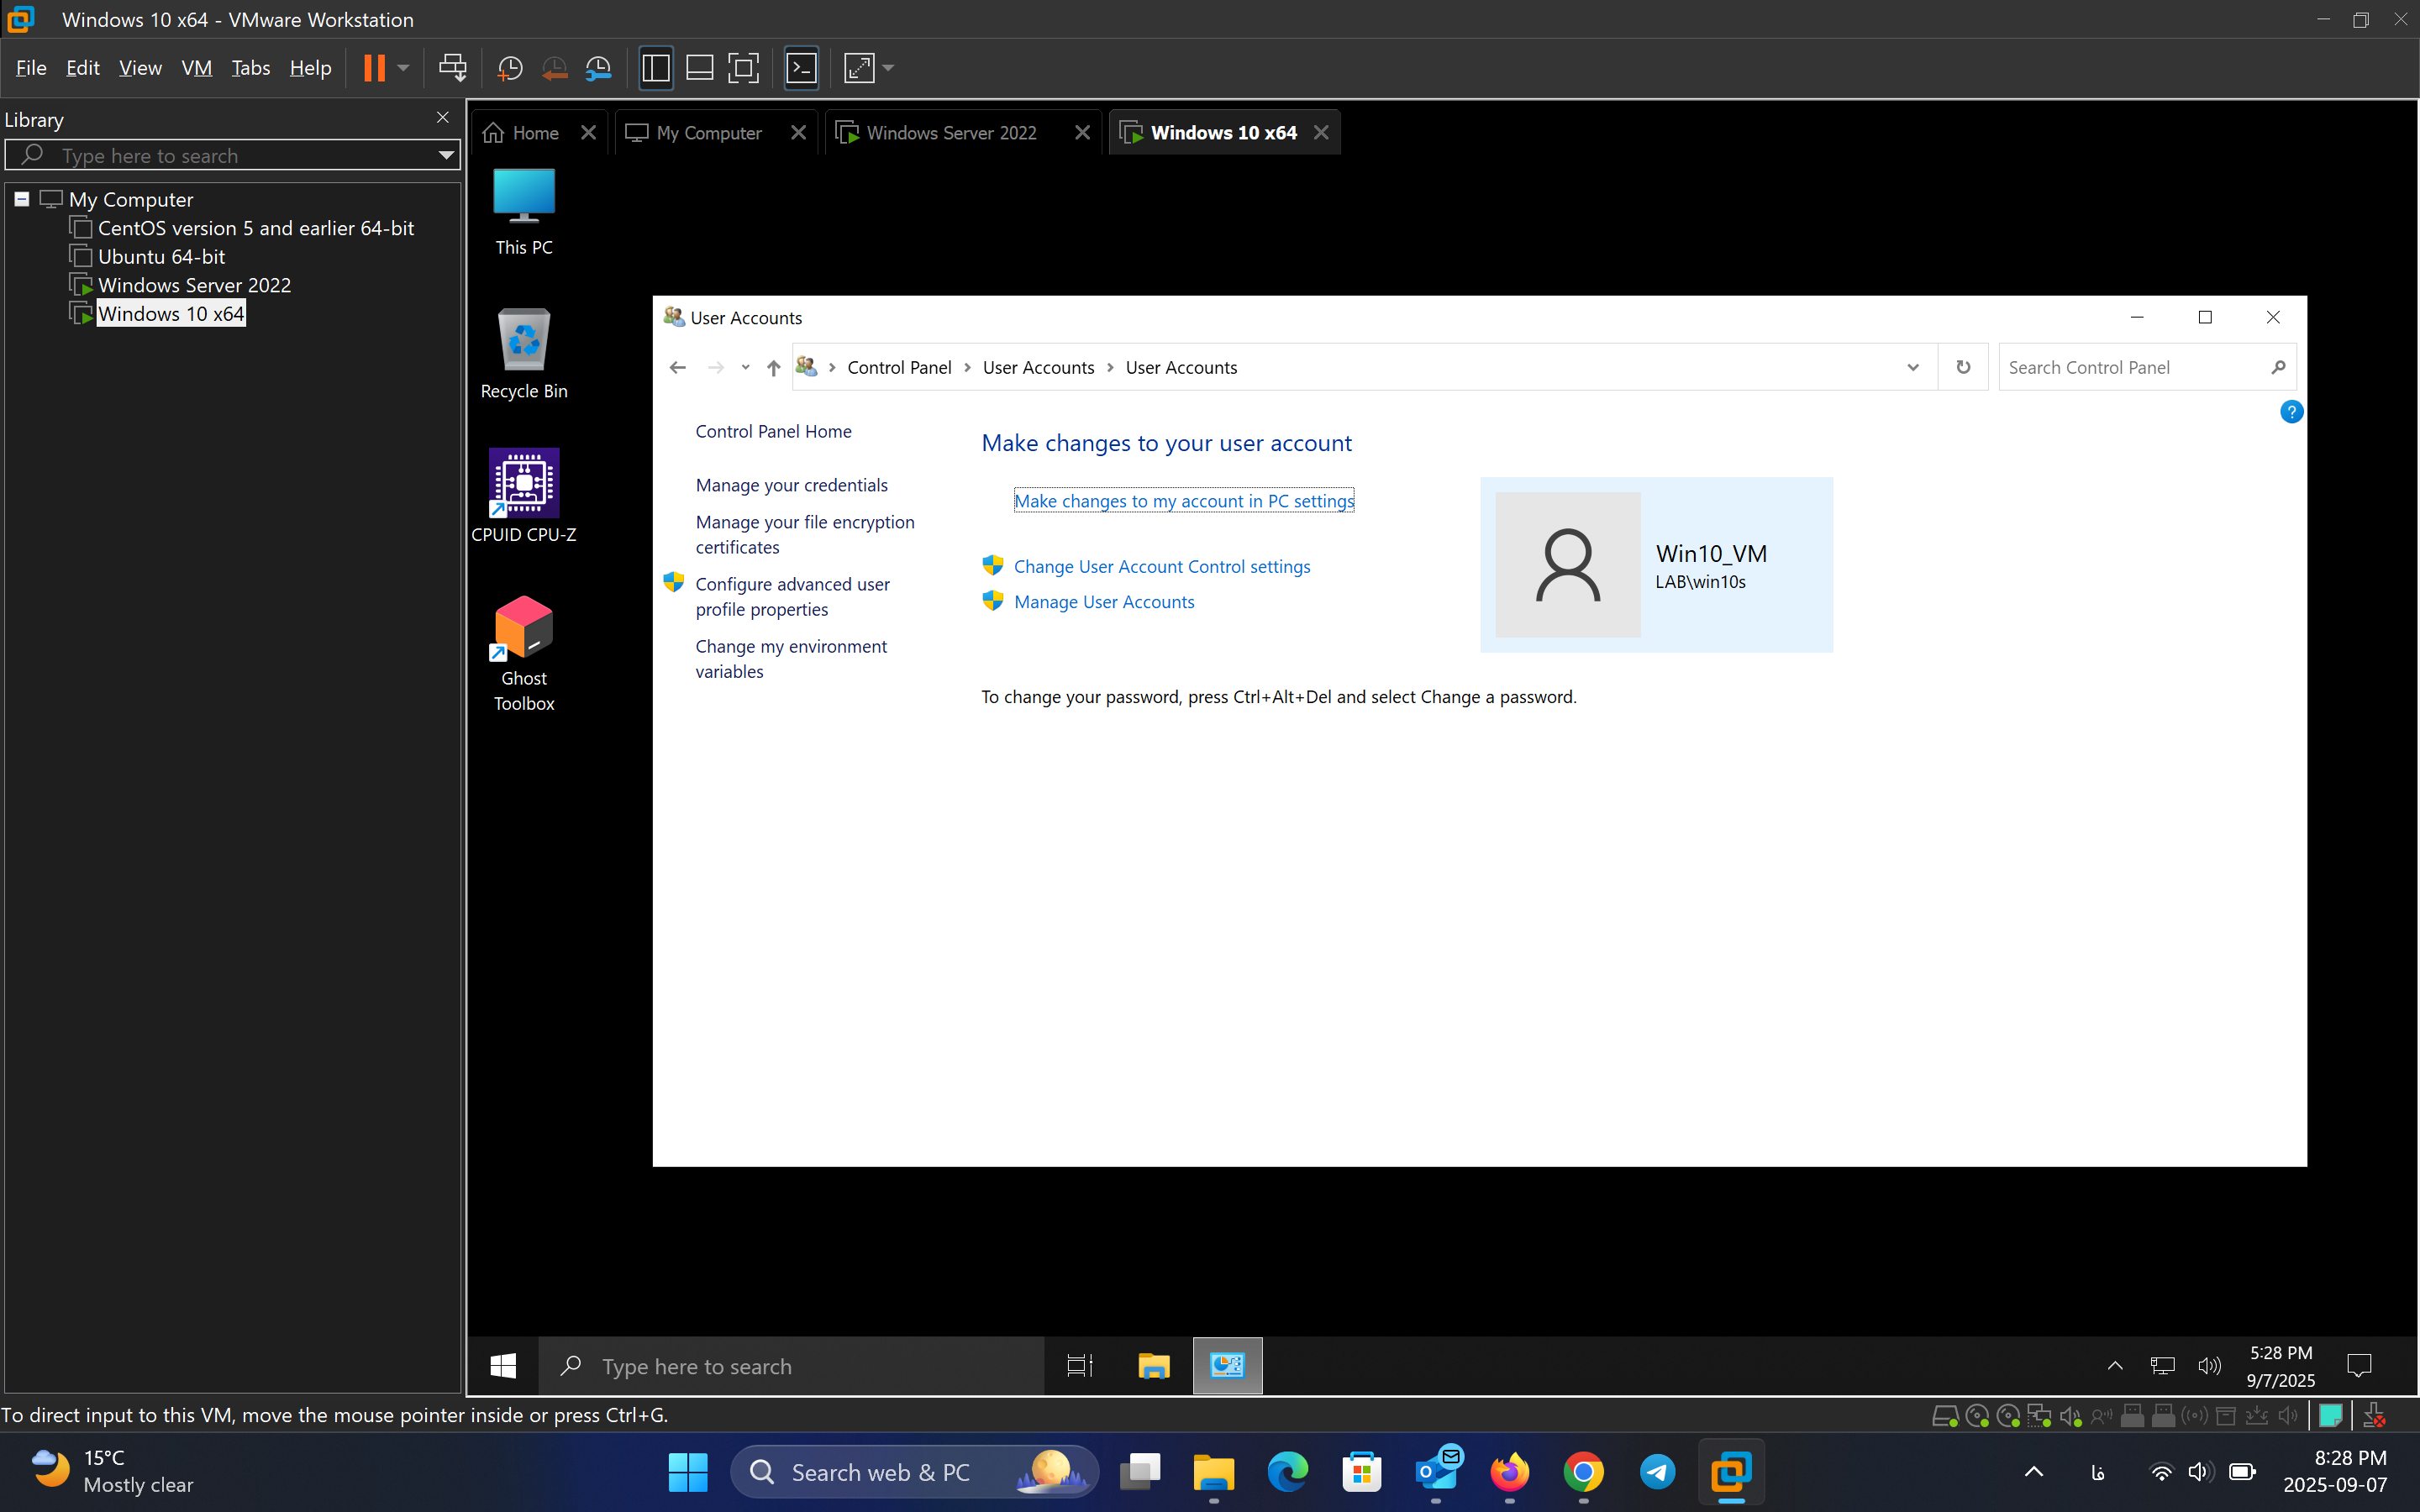 Windows 10 x64 - VMware Workstation
File Edit View VM Tabs Help
Library
Type here to search
My Computer
CentOS version 5 and earlier 64-bit
Ubuntu 64-bit
Windows Server 2022
Windows 10 x64
Home My Computer Windows Server 2022 Windows 10 x64
This PC
Recycle Bin
CPUID CPU-Z
Ghost
Toolbox
User Accounts
Control Panel User Accounts User Accounts
Search Control Panel
Control Panel Home
Manage your credentials
Manage your file encryption
certificates
Configure advanced user
profile properties
Change my environment
variables
Make changes to your user account
Make changes to my account in PC settings
Change User Account Control settings
Manage User Accounts
Win10_VM
LAB\win10s
To change your password, press Ctrl+Alt+Del and select Change a password.
Type here to search
5:28 PM
9/7/2025
To direct input to this VM, move the mouse pointer inside or press Ctrl+G.
15°C
Mostly clear
Search web & PC
فا
8:28 PM
2025-09-07